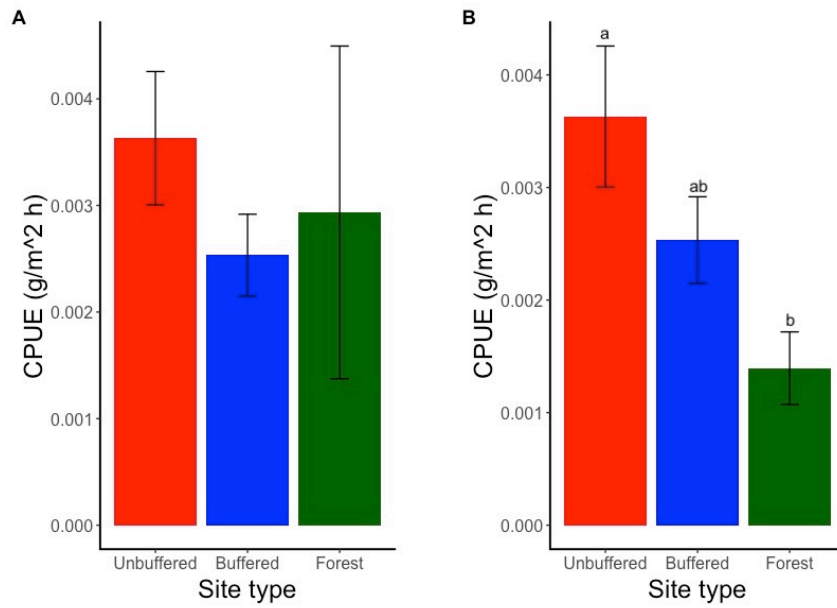 A
CPUE (g/m^2 h)
0.004
0.003
0.002
0.001
0.000
Unbuffered Buffered Forest
Site type
B
CPUE (g/m^2 h)
0.004
0.003
0.002
0.001
0.000
a
ab
b
Unbuffered Buffered Forest
Site type